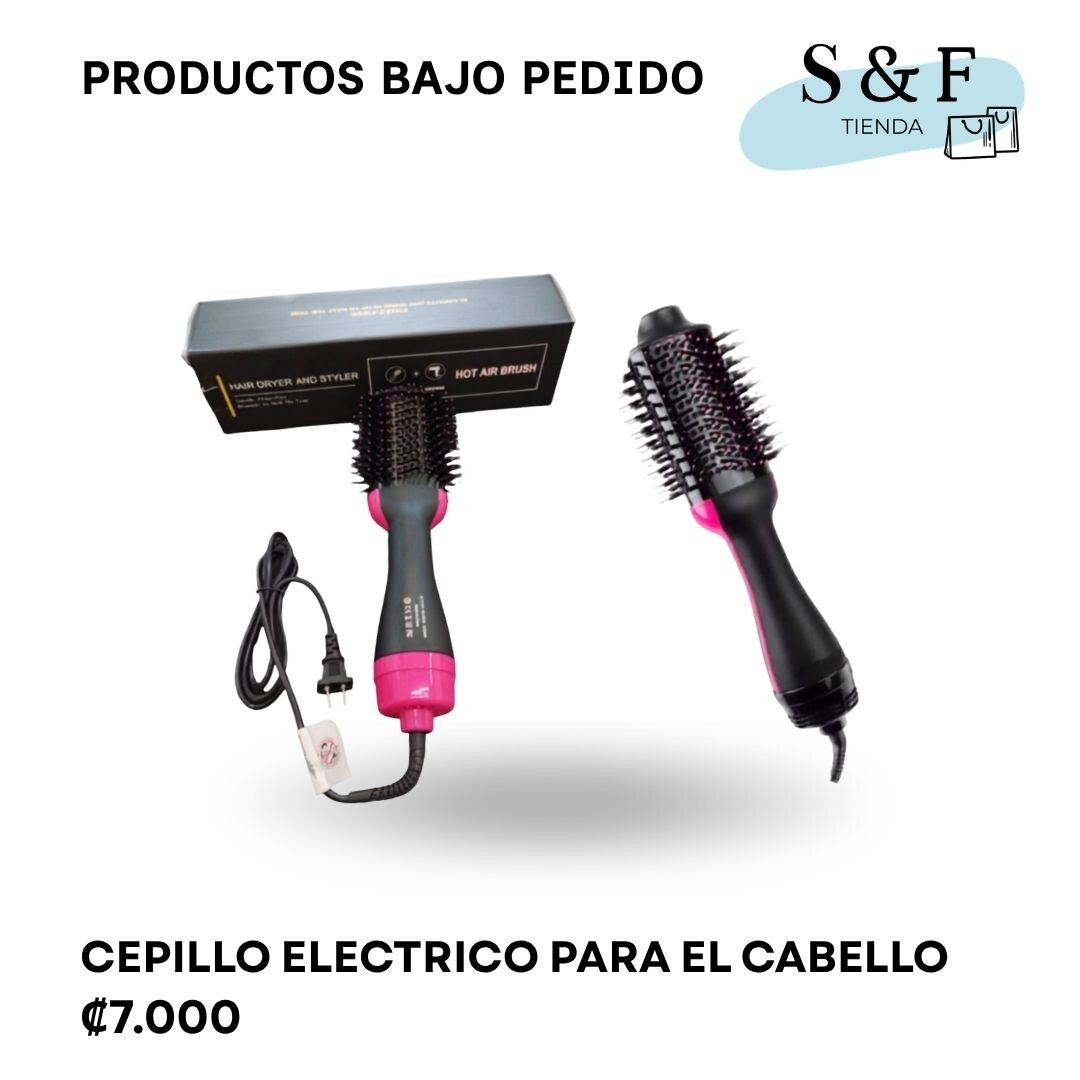 PRODUCTOS BAJO PEDIDO
S & F
TIENDA
HAIR DRYER AND STYLER
HOT AIR BRUSH
CEPILLO ELECTRICO PARA EL CABELLO
₡7.000